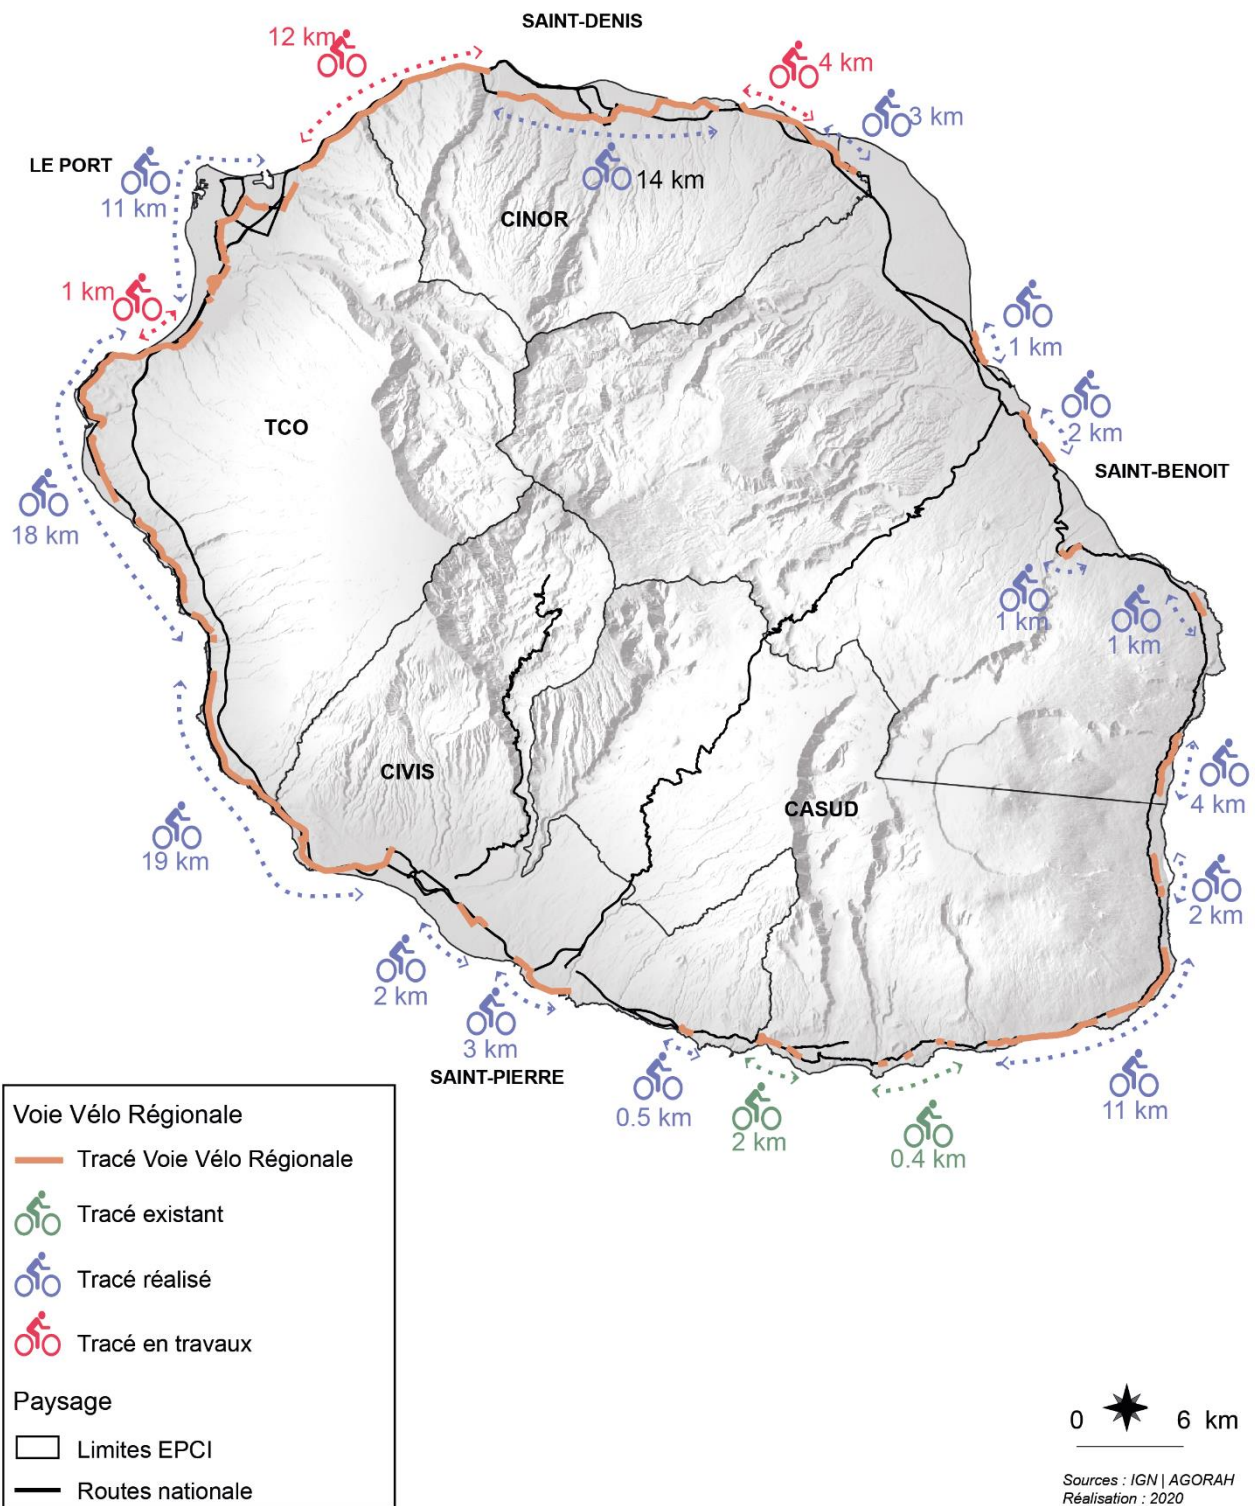 SAINT-DENIS
12 km
4 km
3 km
LE PORT
11 km
14 km
CINOR
1 km
1 km
TCO
2 km
SAINT-BENOIT
18 km
1 km
1 km
CIVIS
CASUD
4 km
19 km
2 km
2 km
3 km
SAINT-PIERRE
0.5 km
2 km
0.4 km
11 km
Voie Vélo Régionale
Tracé Voie Vélo Régionale
Tracé existant
Tracé réalisé
Tracé en travaux
Paysage
Limites EPCI
Routes nationale
0 6 km
Sources : IGN | AGORAH
Réalisation : 2020